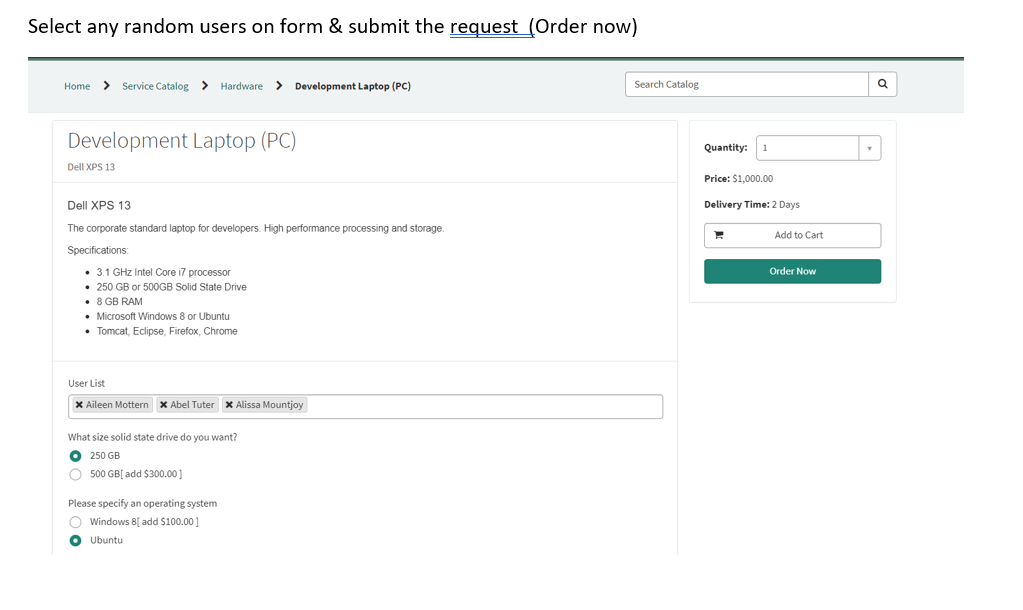 Select any random users on form & submit the request (Order now)
Home > Service Catalog > Hardware > Development Laptop (PC)
Search Catalog
Development Laptop (PC)
Dell XPS 13
Quantity: 1
Price: $1,000.00
Delivery Time: 2 Days
Add to Cart
Order Now
Dell XPS 13
The corporate standard laptop for developers. High performance processing and storage.
Specifications:
• 3.1 GHz Intel Core i7 processor
• 250 GB or 500GB Solid State Drive
• 8 GB RAM
• Microsoft Windows 8 or Ubuntu
• Tomcat, Eclipse, Firefox, Chrome
User List
✖ Aileen Mottern ✖ Abel Tuter ✖ Alissa Mountjoy
What size solid state drive do you want?
250 GB
500 GB[ add $300.00 ]
Please specify an operating system
Windows 8[ add $100.00 ]
Ubuntu